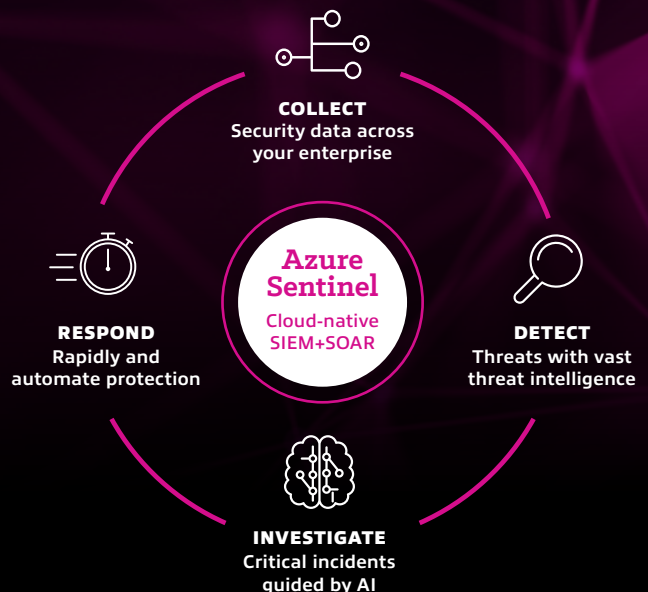 COLLECT
Security data across
your enterprise
Azure
Sentinel
Cloud-native
SIEM+SOAR
RESPOND
Rapidly and
automate protection
DETECT
Threats with vast
threat intelligence
INVESTIGATE
Critical incidents
guided by AI